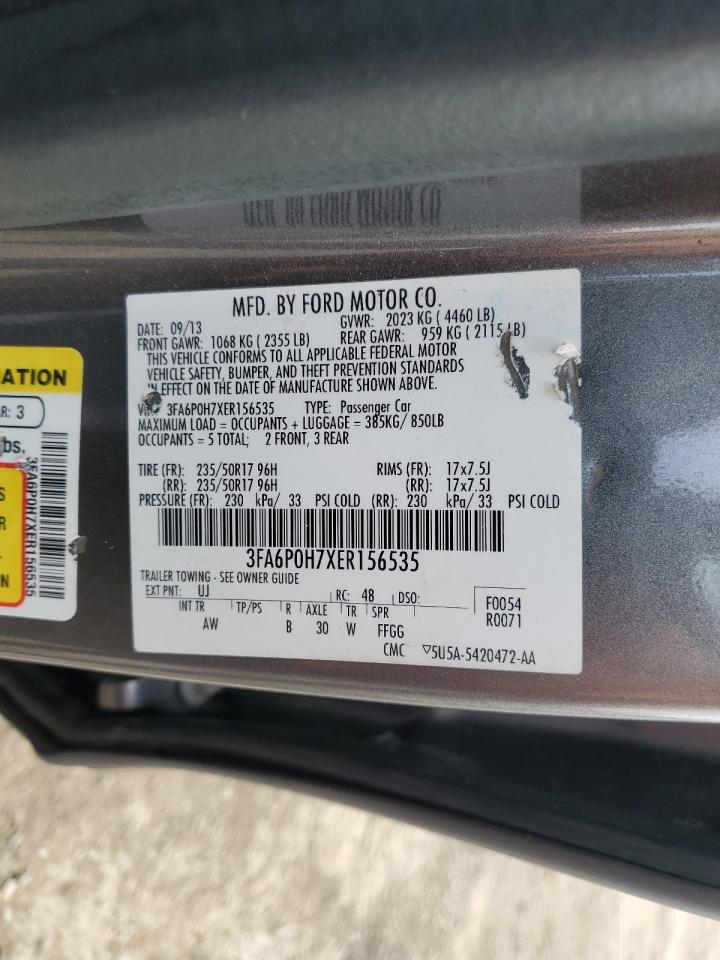 MFD. BY FORD MOTOR CO.
DATE: 09/13 GVWR: 2023 KG ( 4460 LB)
FRONT GAWR: 1068 KG ( 2355 LB) REAR GAWR: 959 KG ( 2115 LB)
THIS VEHICLE CONFORMS TO ALL APPLICABLE FEDERAL MOTOR
VEHICLE SAFETY, BUMPER, AND THEFT PREVENTION STANDARDS
IN EFFECT ON THE DATE OF MANUFACTURE SHOWN ABOVE.
3FA6P0H7XER156535 TYPE: Passenger Car
MAXIMUM LOAD = OCCUPANTS + LUGGAGE = 385KG/ 850LB
OCCUPANTS = 5 TOTAL; 2 FRONT, 3 REAR
TIRE (FR): 235/50R17 96H RIMS (FR): 17x7.5J
(RR): 235/50R17 96H (RR): 17x7.5J
PRESSURE (FR): 230 kPa/ 33 PSI COLD (RR): 230 kPa/ 33 PSI COLD
3FA6P0H7XER156535
TRAILER TOWING - SEE OWNER GUIDE
EXT PNT: UJ RC: 48 DSO: F0054
INT TR TP/PS R AXLE TR SPR R0071
AW B 30 W FFGG
CMC ▽5U5A-5420472-AA
MATION
AR: 3
bs.
S
R
ON
3FA6P0H7XER156535